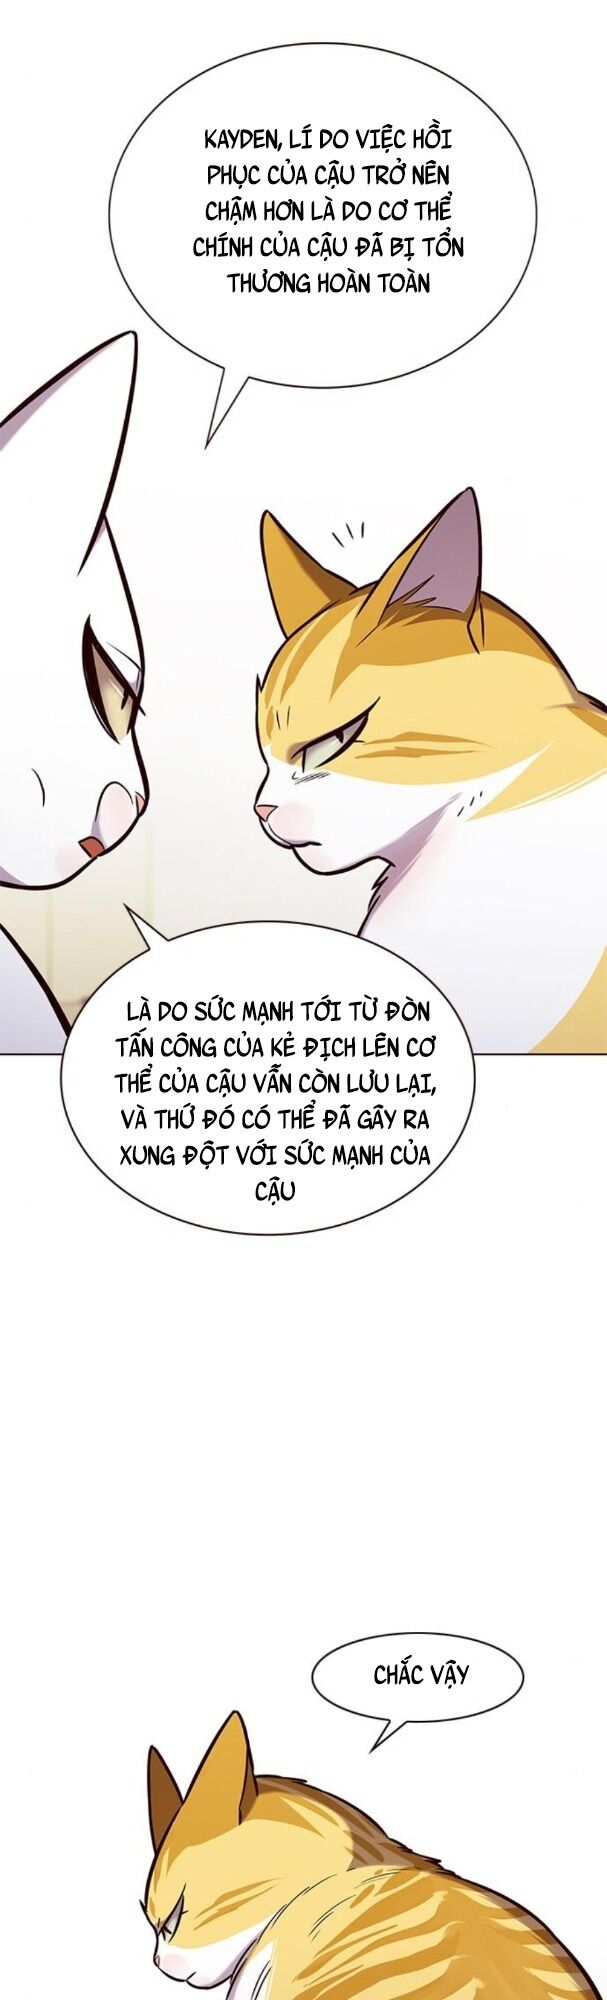 KAYDEN, LÍ DO VIỆC HỒI
PHỤC CỦA CẬU TRỞ NÊN
CHẬM HƠN LÀ DO CƠ THỂ
CHÍNH CỦA CẬU ĐÃ BỊ TỔN
THƯƠNG HOÀN TOÀN
LÀ DO SỨC MẠNH TỚI TỪ ĐÒN
TẤN CÔNG CỦA KẺ ĐỊCH LÊN CƠ
THỂ CỦA CẬU VẪN CÒN LƯU LẠI,
VÀ THỨ ĐÓ CÓ THỂ ĐÃ GÂY RA
XUNG ĐỘT VỚI SỨC MẠNH CỦA
CẬU
CHẮC VẬY